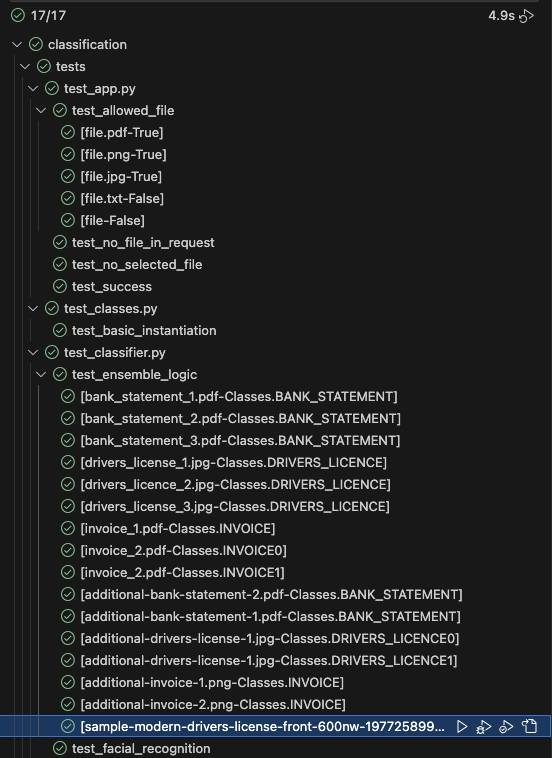 17/17 4.9s
classification
tests
test_app.py
test_allowed_file
[file.pdf-True]
[file.png-True]
[file.jpg-True]
[file.txt-False]
[file-False]
test_no_file_in_request
test_no_selected_file
test_success
test_classes.py
test_basic_instantiation
test_classifier.py
test_ensemble_logic
[bank_statement_1.pdf-Classes.BANK_STATEMENT]
[bank_statement_2.pdf-Classes.BANK_STATEMENT]
[bank_statement_3.pdf-Classes.BANK_STATEMENT]
[drivers_license_1.jpg-Classes.DRIVERS_LICENCE]
[drivers_licence_2.jpg-Classes.DRIVERS_LICENCE]
[drivers_license_3.jpg-Classes.DRIVERS_LICENCE]
[invoice_1.pdf-Classes.INVOICE]
[invoice_2.pdf-Classes.INVOICE0]
[invoice_2.pdf-Classes.INVOICE1]
[additional-bank-statement-2.pdf-Classes.BANK_STATEMENT]
[additional-bank-statement-1.pdf-Classes.BANK_STATEMENT]
[additional-drivers-license-1.jpg-Classes.DRIVERS_LICENCE0]
[additional-drivers-license-1.jpg-Classes.DRIVERS_LICENCE1]
[additional-invoice-1.png-Classes.INVOICE]
[additional-invoice-2.png-Classes.INVOICE]
[sample-modern-drivers-license-front-600nw-197725899...
test_facial_recognition